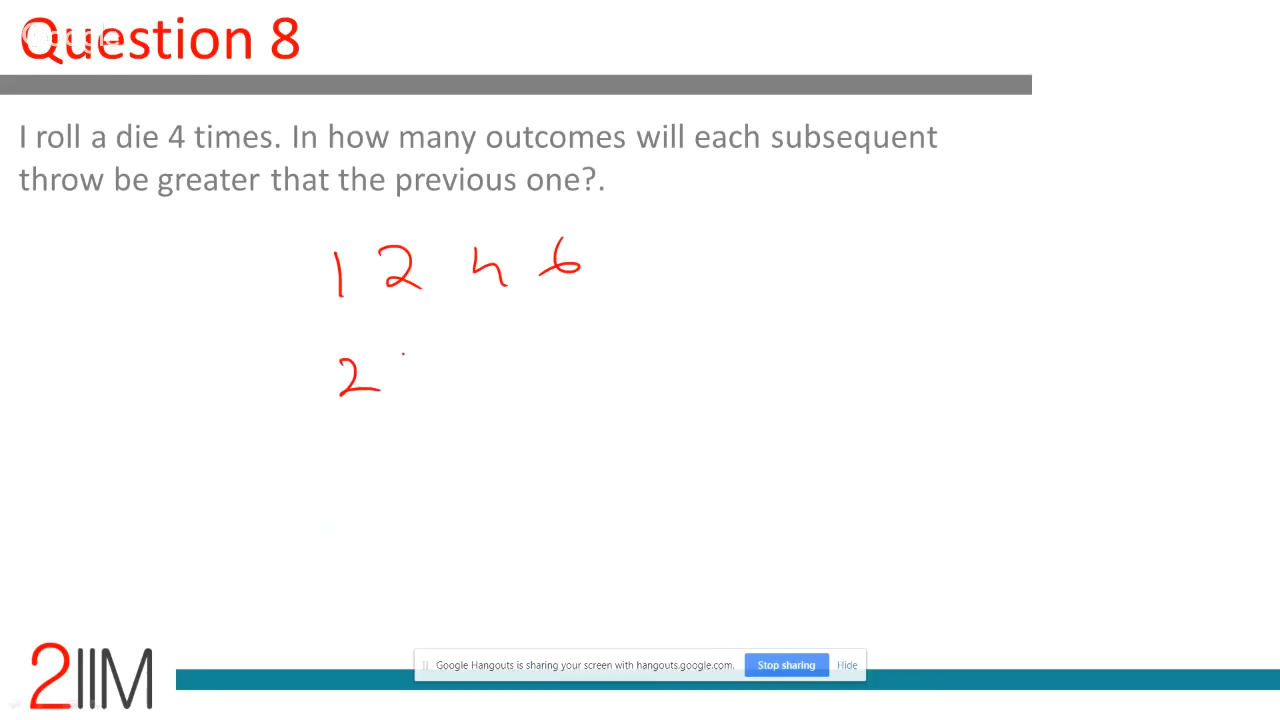 Question 8
Google
I roll a die 4 times. In how many outcomes will each subsequent
throw be greater that the previous one?.
1 2 4 6
2
2IIM
Google Hangouts is sharing your screen with hangouts.google.com. Stop sharing Hide